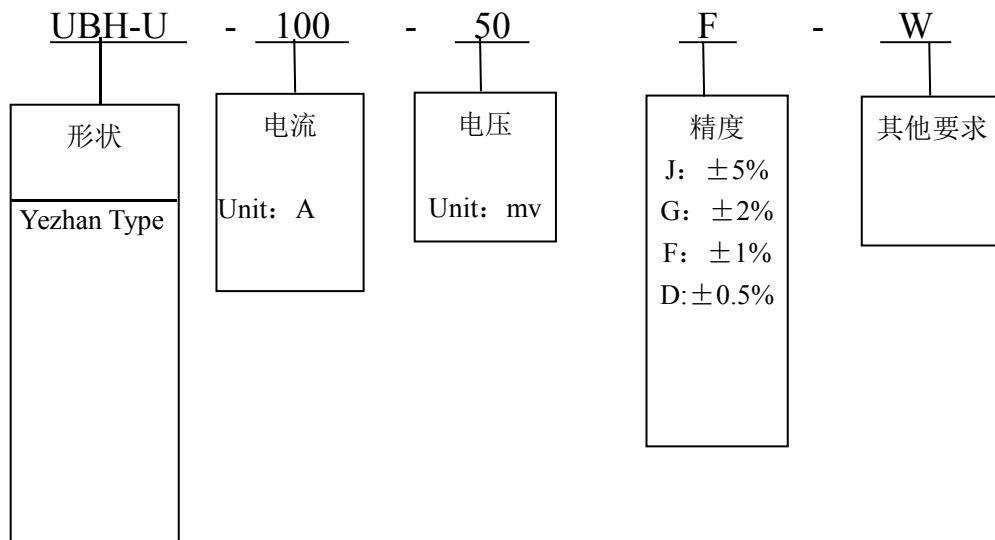 UBH-U - 100 - 50 F - W
形状
Yezhan Type
电流
Unit：A
电压
Unit：mv
精度
J：±5%
G：±2%
F：±1%
D:±0.5%
其他要求